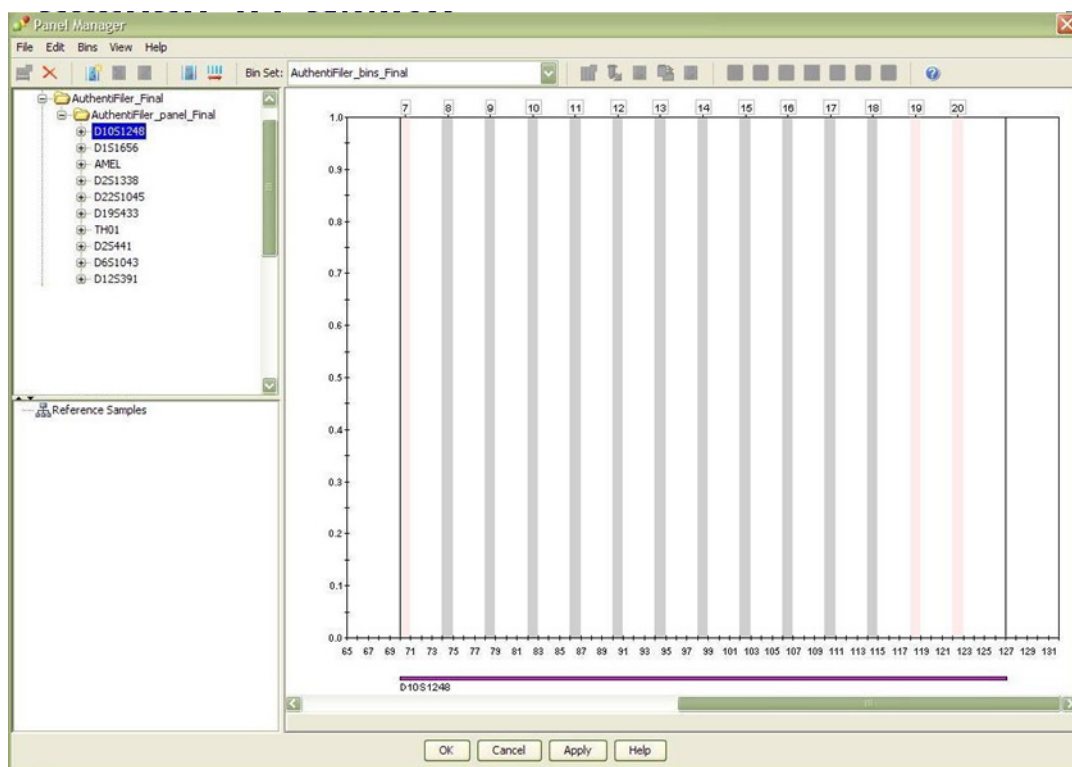 Panel Manager
File Edit Bins View Help
Bin Set: AuthentiFiler_bins_Final
AuthentiFiler_Final
AuthentiFiler_panel_Final
D10S1248
D1S1656
AMEL
D2S1338
D22S1045
D19S433
TH01
D2S441
D6S1043
D12S391
Reference Samples
7 8 9 10 11 12 13 14 15 16 17 18 19 20
1.0
0.9
0.8
0.7
0.6
0.5
0.4
0.3
0.2
0.1
0.0
65 67 69 71 73 75 77 79 81 83 85 87 89 91 93 95 97 99 101 103 105 107 109 111 113 115 117 119 121 123 125 127 129 131
D10S1248
OK Cancel Apply Help